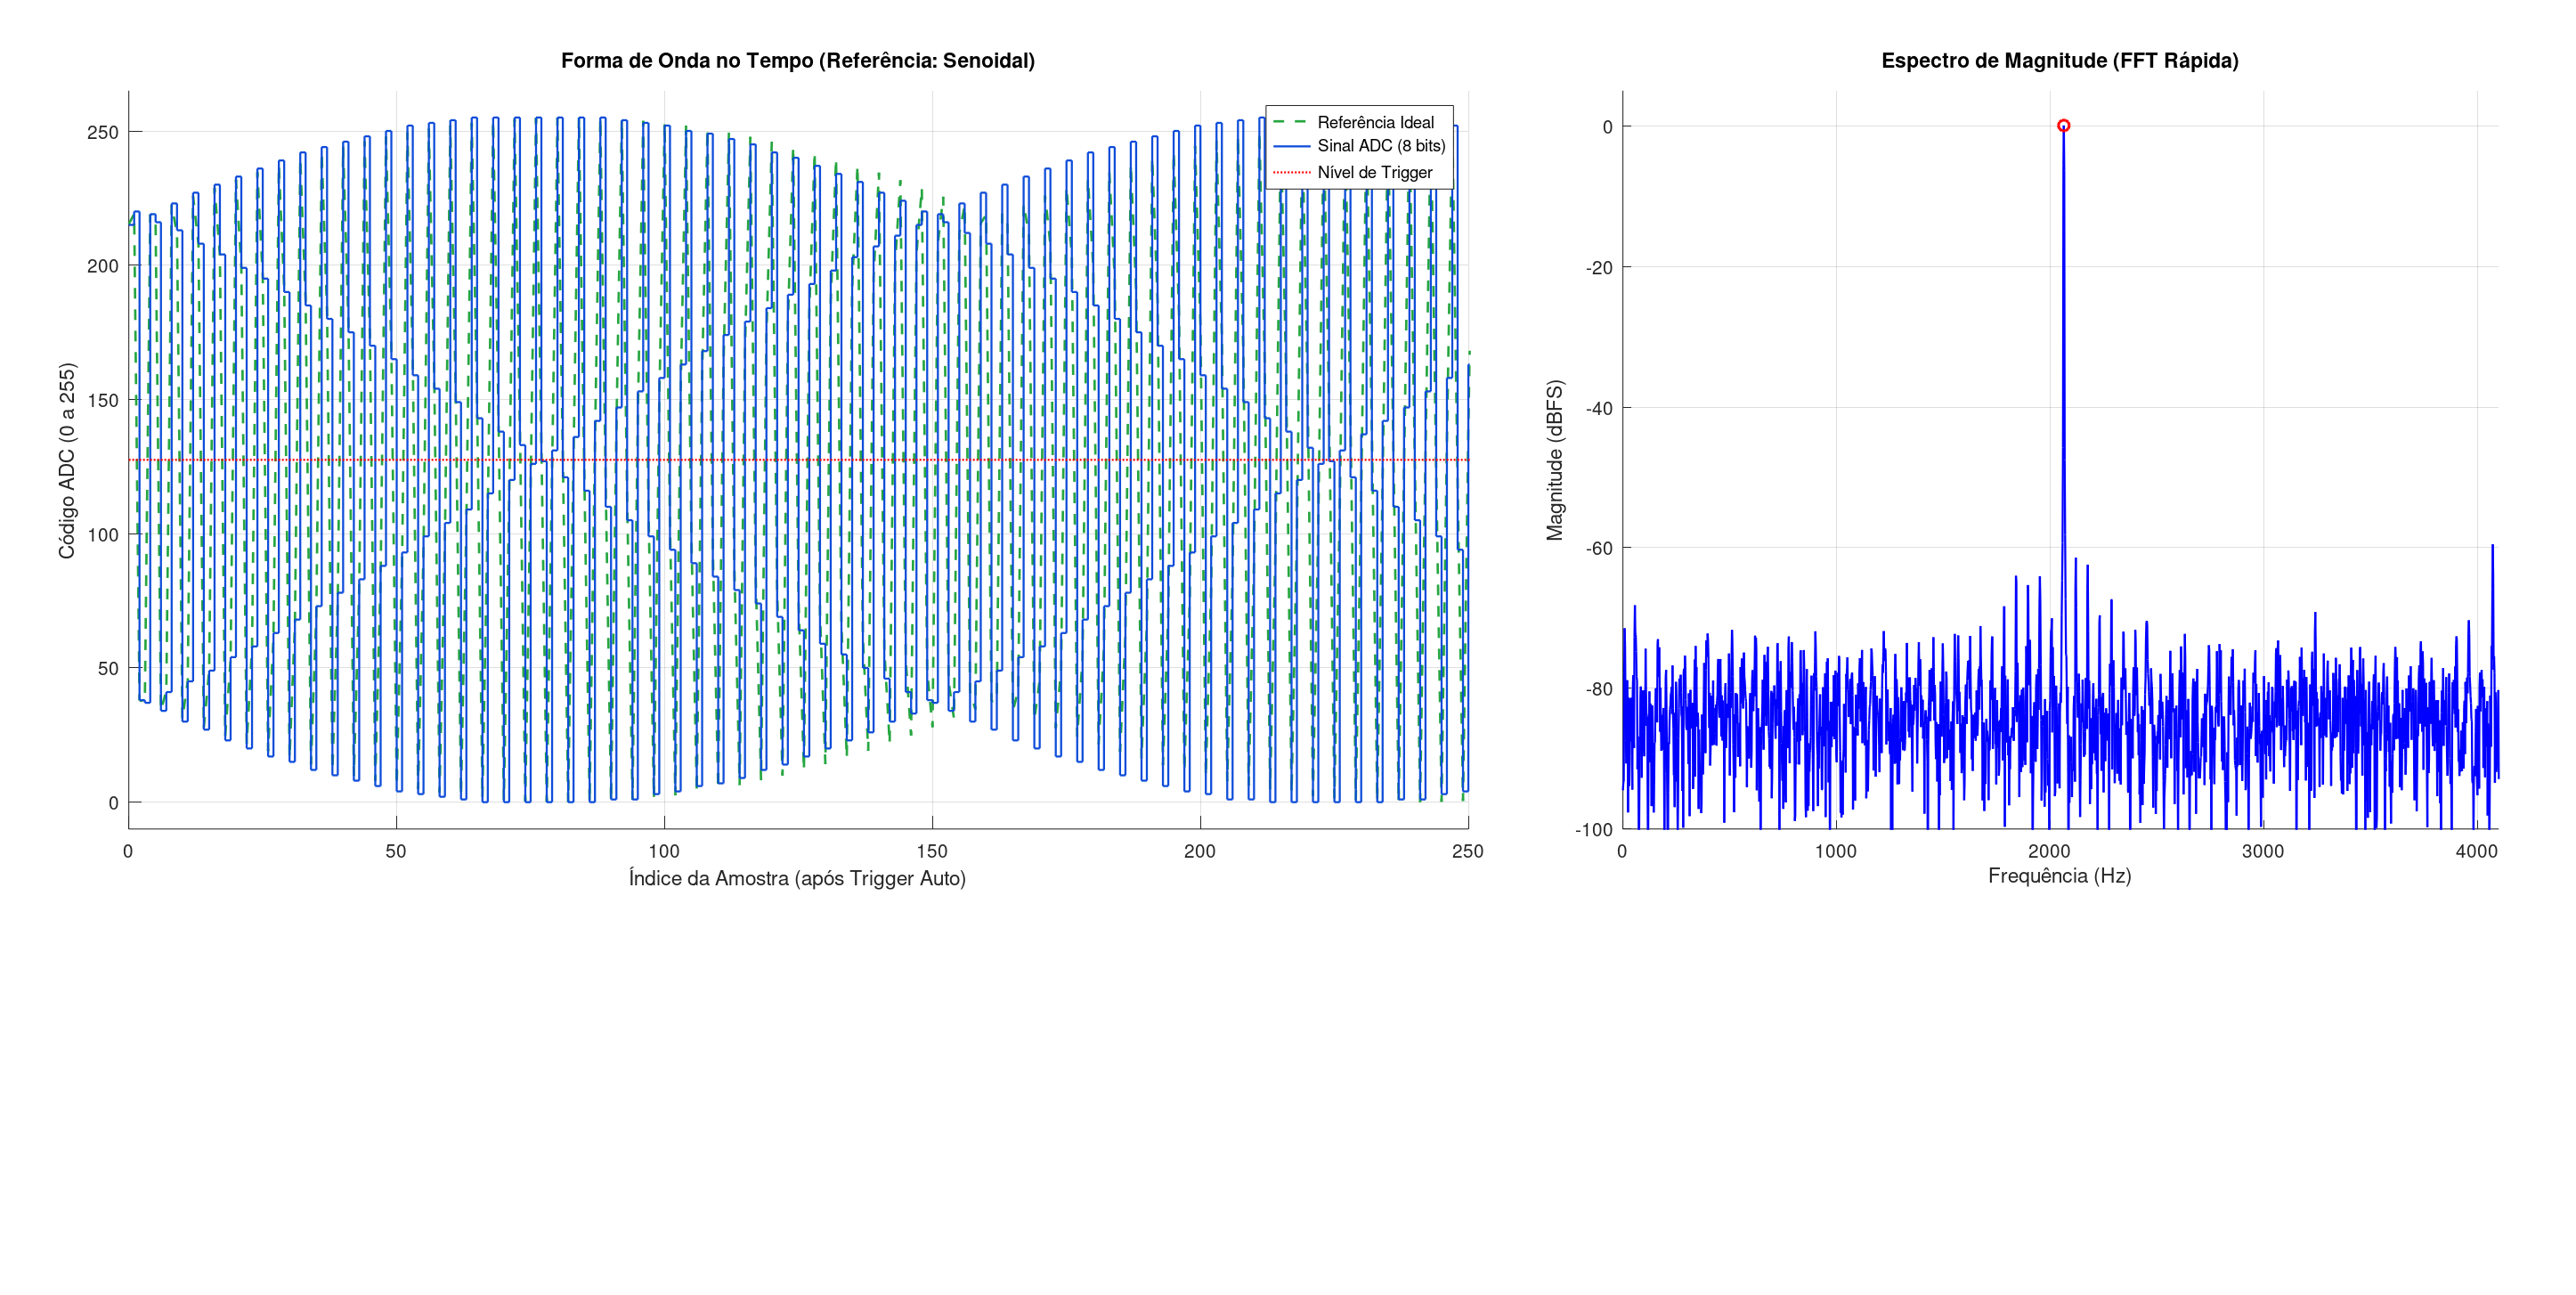 Forma de Onda no Tempo (Referência: Senoidal)
Código ADC (0 a 255)
250
200
150
100
50
0
0 50 100 150 200 250
Índice da Amostra (após Trigger Auto)
Referência Ideal
Sinal ADC (8 bits)
Nível de Trigger
Espectro de Magnitude (FFT Rápida)
Magnitude (dBFS)
0
-20
-40
-60
-80
-100
0 1000 2000 3000 4000
Frequência (Hz)